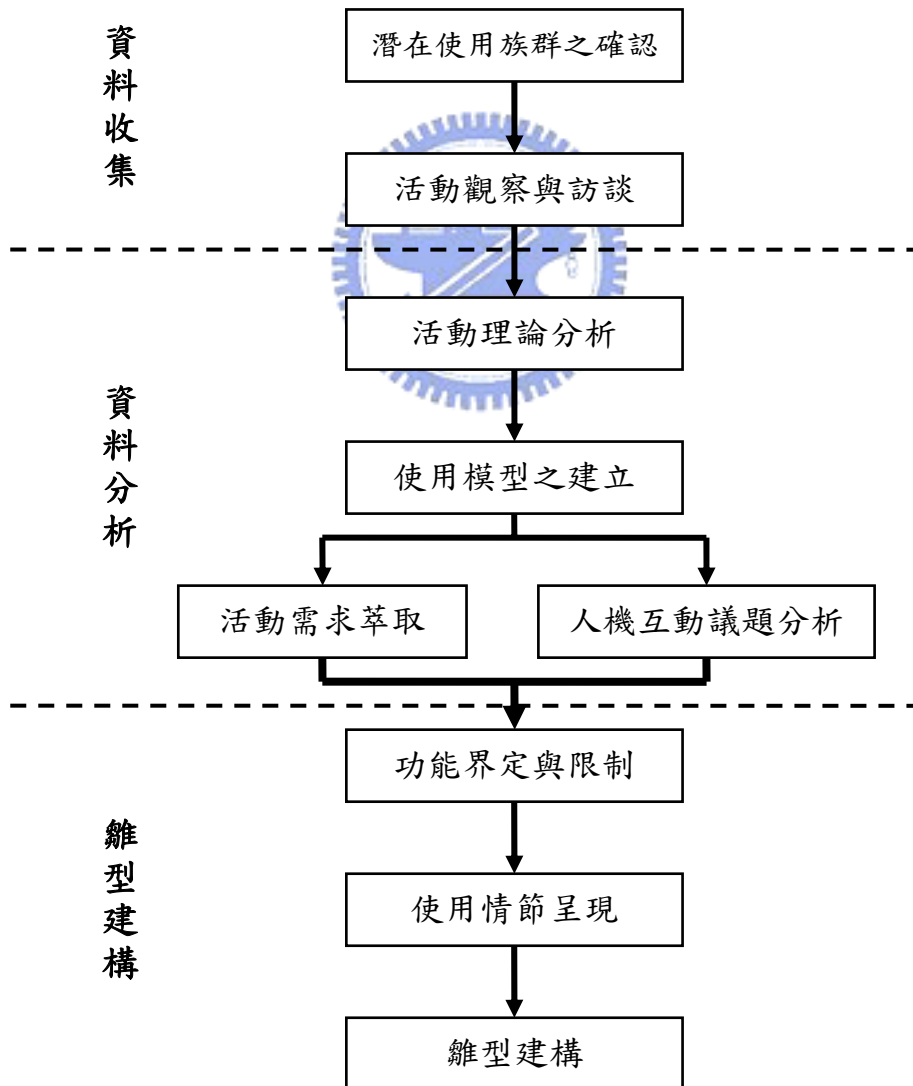 資料收集
潛在使用族群之確認
活動觀察與訪談
資料分析
活動理論分析
使用模型之建立
活動需求萃取
人機互動議題分析
雛型建構
功能界定與限制
使用情節呈現
雛型建構